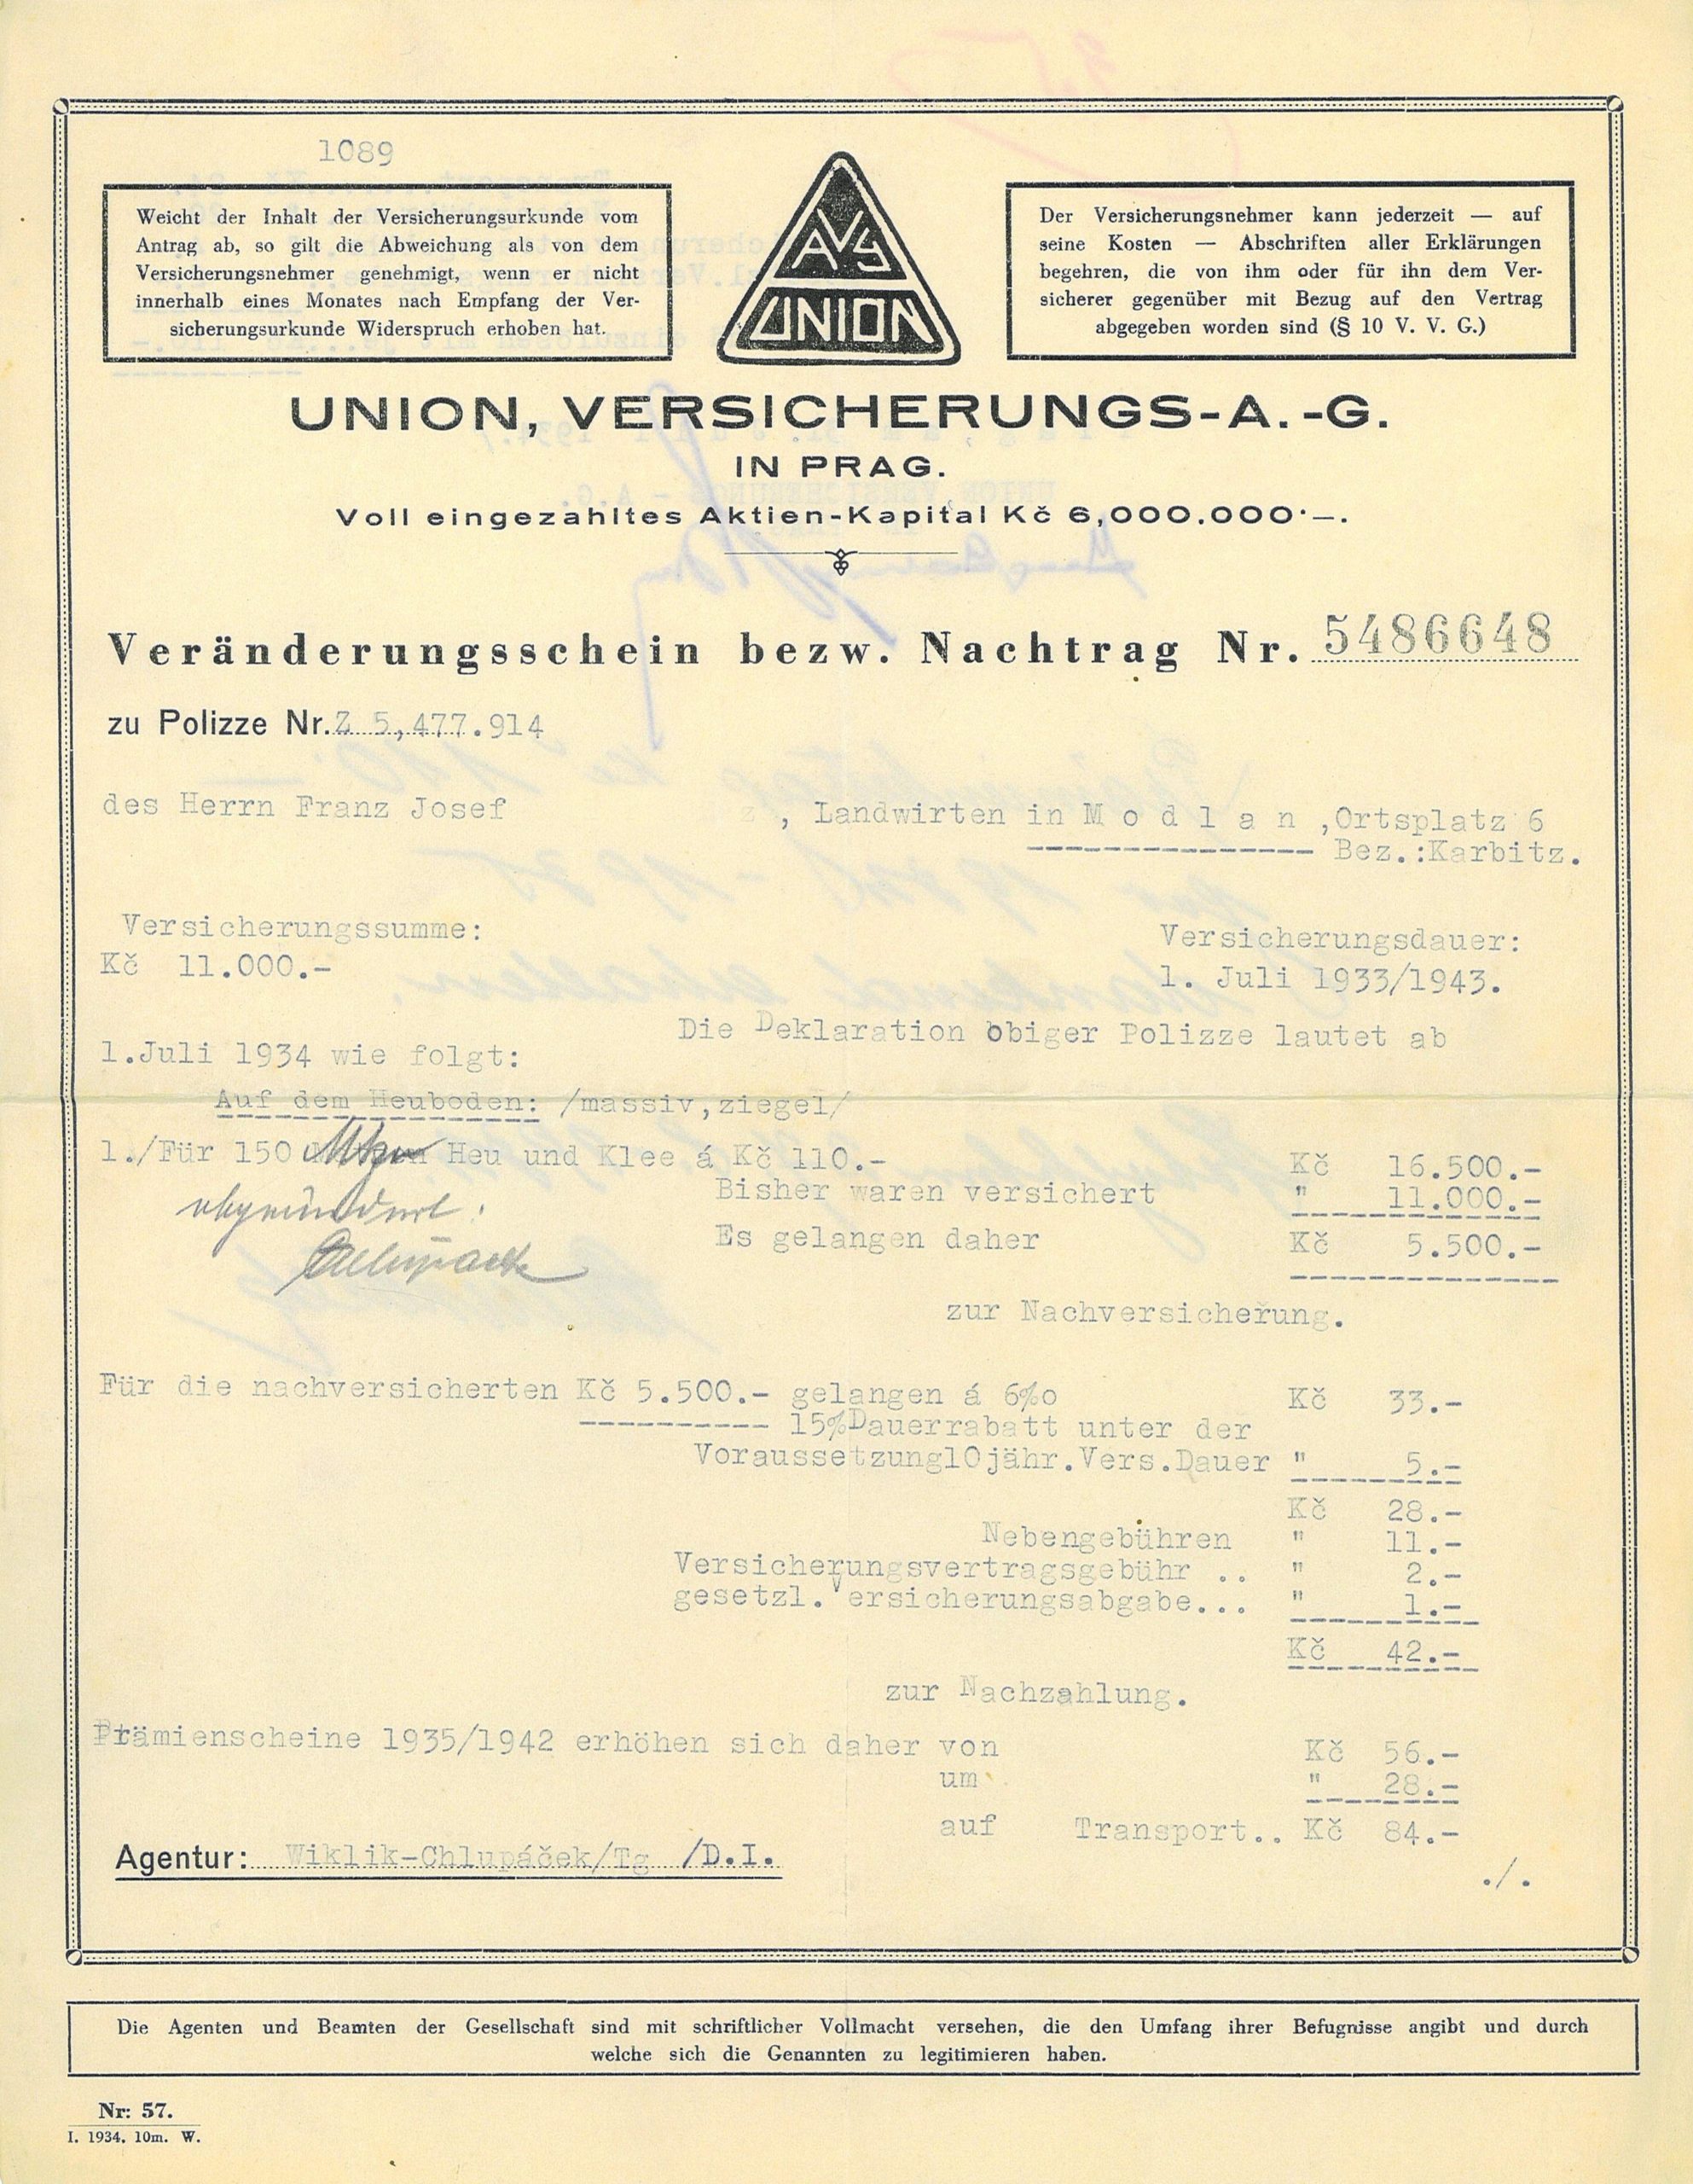 1089
Weicht der Inhalt der Versicherungsurkunde vom
Antrag ab, so gilt die Abweichung als von dem
Versicherungsnehmer genehmigt, wenn er nicht
innerhalb eines Monates nach Empfang der Ver-
sicherungsurkunde Widerspruch erhoben hat.
AVG
UNION
Der Versicherungsnehmer kann jederzeit — auf
seine Kosten — Abschriften aller Erklärungen
begehren, die von ihm oder für ihn dem Ver-
sicherer gegenüber mit Bezug auf den Vertrag
abgegeben worden sind (§ 10 V. V. G.)
UNION, VERSICHERUNGS-A.-G.
IN PRAG.
Voll eingezahltes Aktien-Kapital Kč 6,000.000·—.
Veränderungsschein bezw. Nachtrag Nr. 5486648
zu Polizze Nr. Z 5,477.914
des Herrn Franz Josef z , Landwirten in M o d l a n ,Ortsplatz 6
Bez.:Karbitz.
Versicherungssumme: Versicherungsdauer:
Kč 11.000.- 1. Juli 1933/1943.
Die Deklaration obiger Polizze lautet ab
1.Juli 1934 wie folgt:
Auf dem Heuboden: /massiv,ziegel/
1./Für 150 Heu und Klee á Kč 110.- Kč 16.500.-
Bisher waren versichert " 11.000.-
Es gelangen daher Kč 5.500.-
zur Nachversicherung.
Für die nachversicherten Kč 5.500.- gelangen á 6%o Kč 33.-
15%Dauerrabatt unter der
Voraussetzung10jähr.Vers.Dauer " 5.-
Kč 28.-
Nebengebühren " 11.-
Versicherungsvertragsgebühr .. " 2.-
gesetzl.Versicherungsabgabe... " 1.-
Kč 42.-
zur Nachzahlung.
Prämienscheine 1935/1942 erhöhen sich daher von Kč 56.-
um " 28.-
auf Transport.. Kč 84.-
Agentur: Wiklik-Chlupáček/Tg /D.I.
./.
Die Agenten und Beamten der Gesellschaft sind mit schriftlicher Vollmacht versehen, die den Umfang ihrer Befugnisse angibt und durch
welche sich die Genannten zu legitimieren haben.
Nr: 57.
I. 1934. 10m. W.